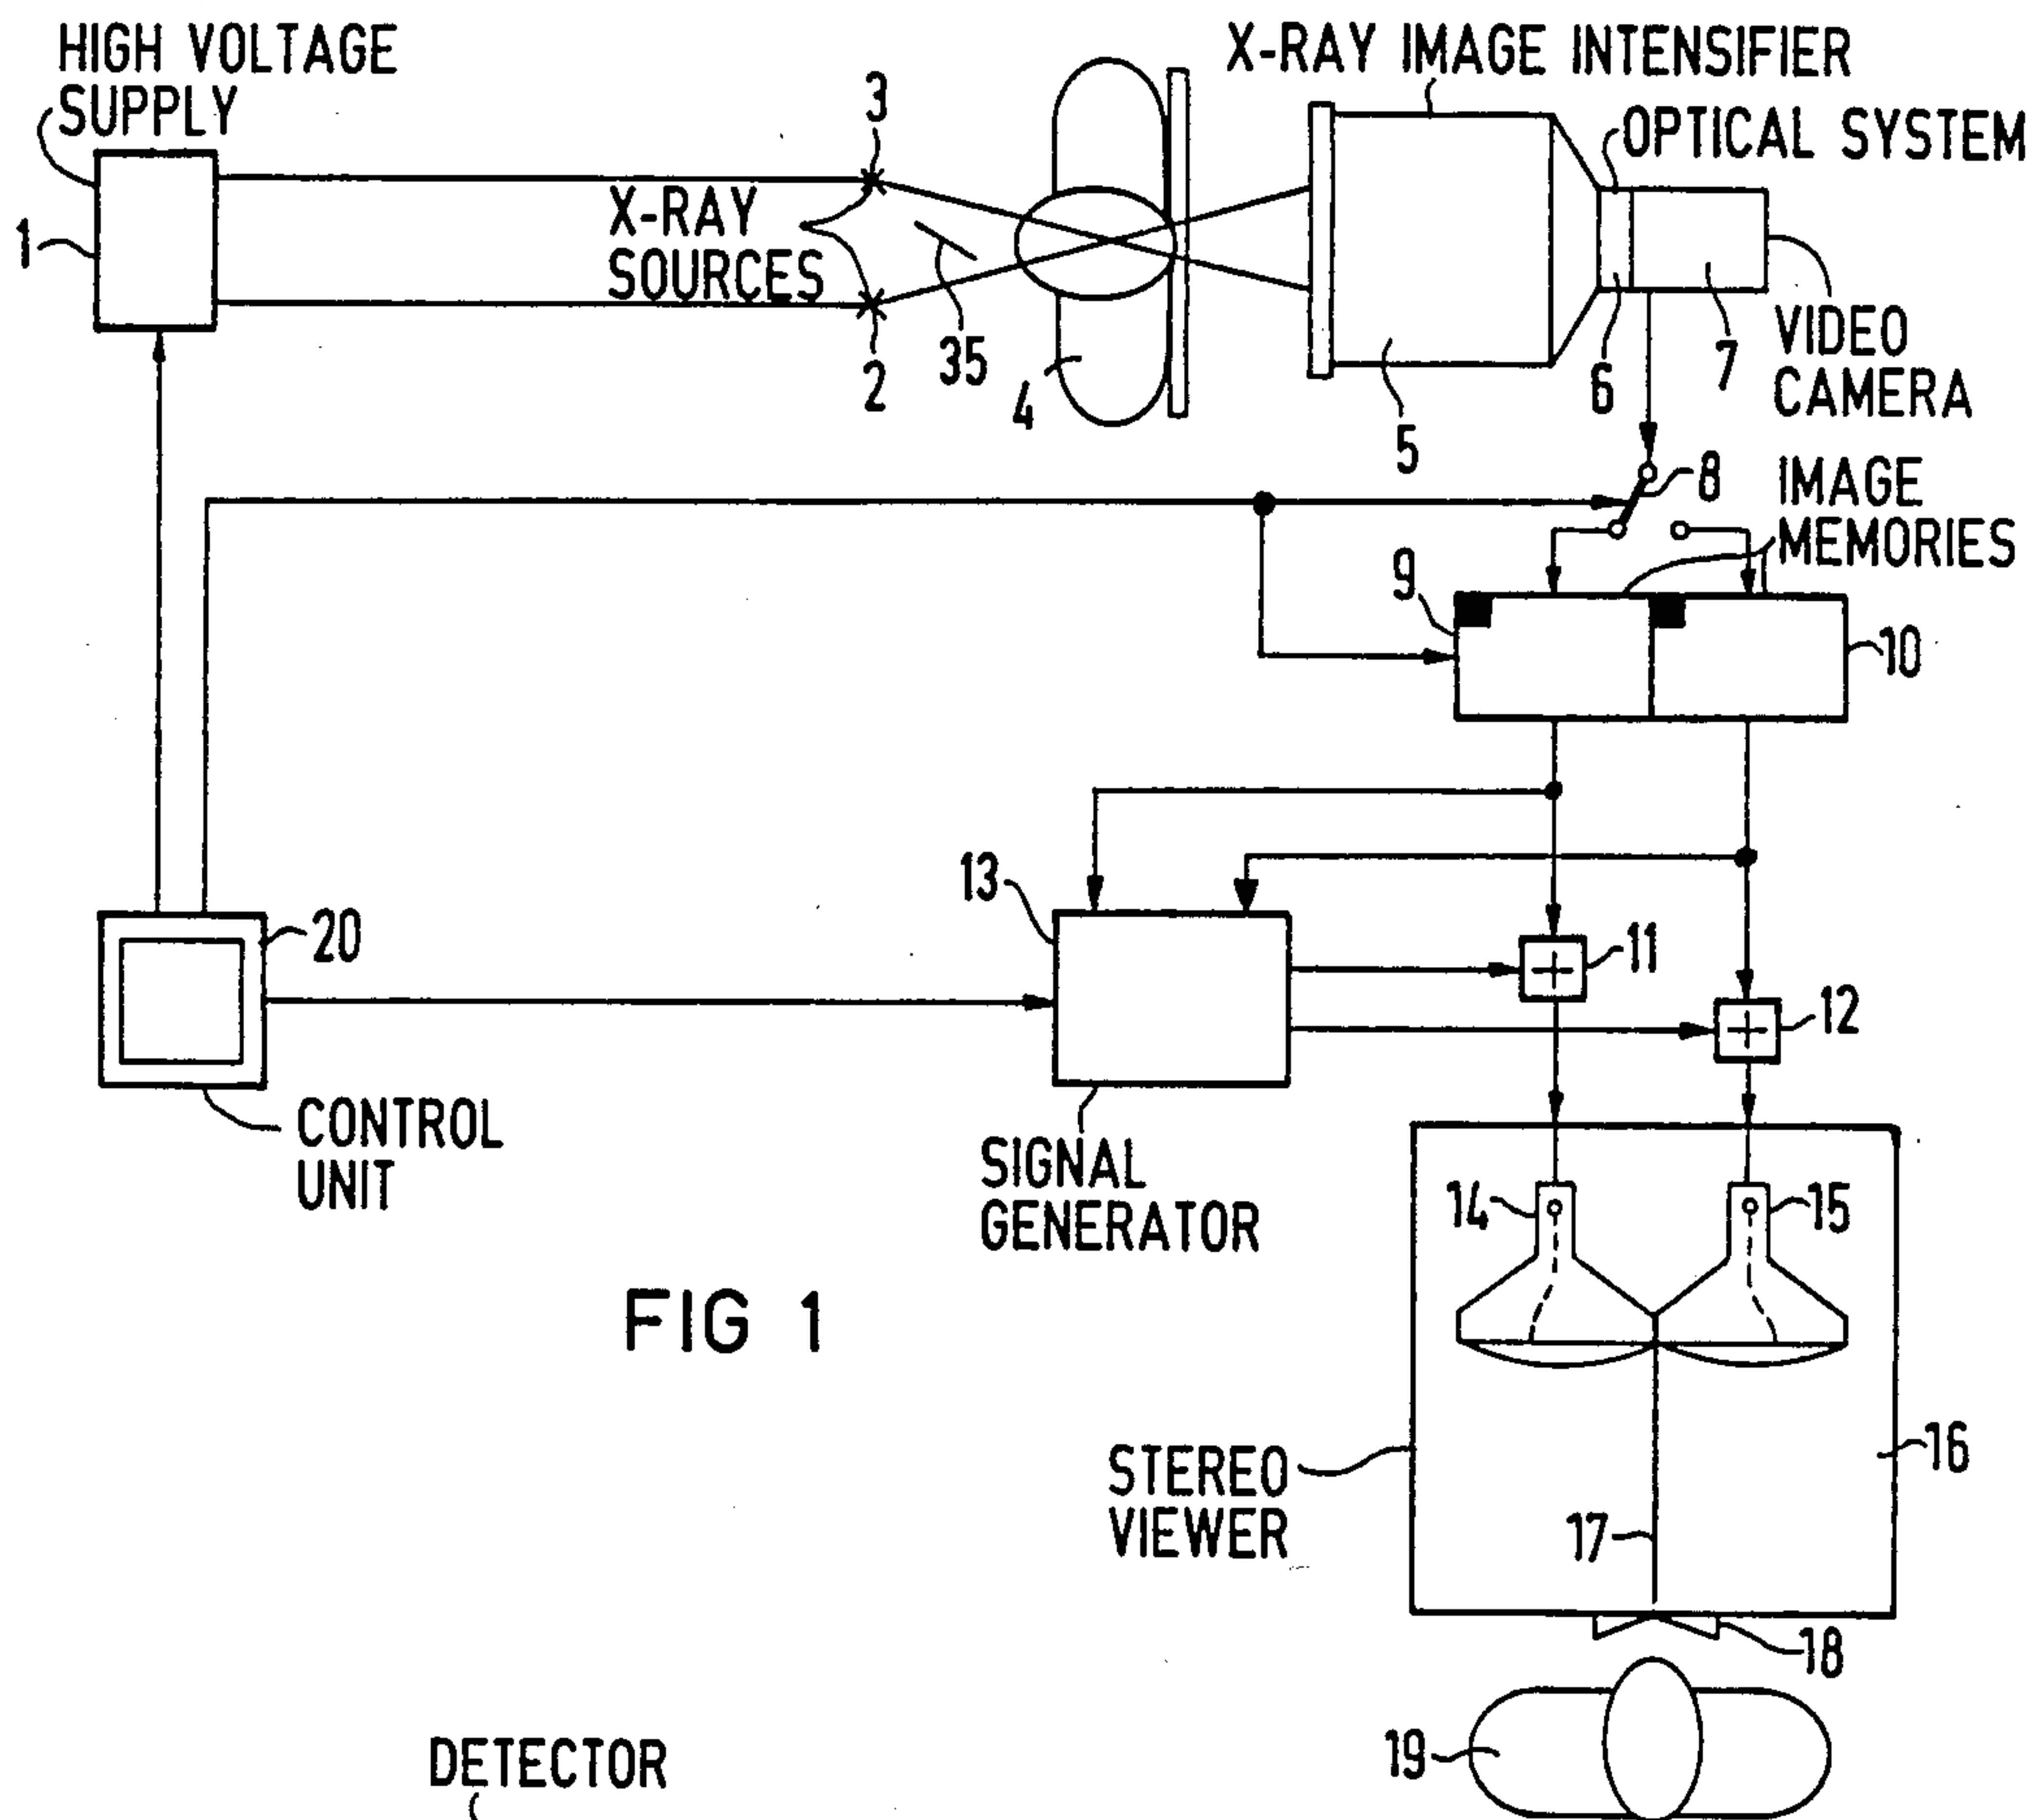 HIGH VOLTAGE
SUPPLY
1
3
X-RAY
SOURCES
2
35
4
X-RAY IMAGE INTENSIFIER
OPTICAL SYSTEM
5
6
7
VIDEO
CAMERA
8
IMAGE
MEMORIES
9
10
13
11
12
20
CONTROL
UNIT
SIGNAL
GENERATOR
14
15
FIG 1
STEREO
VIEWER
16
17
18
19
DETECTOR